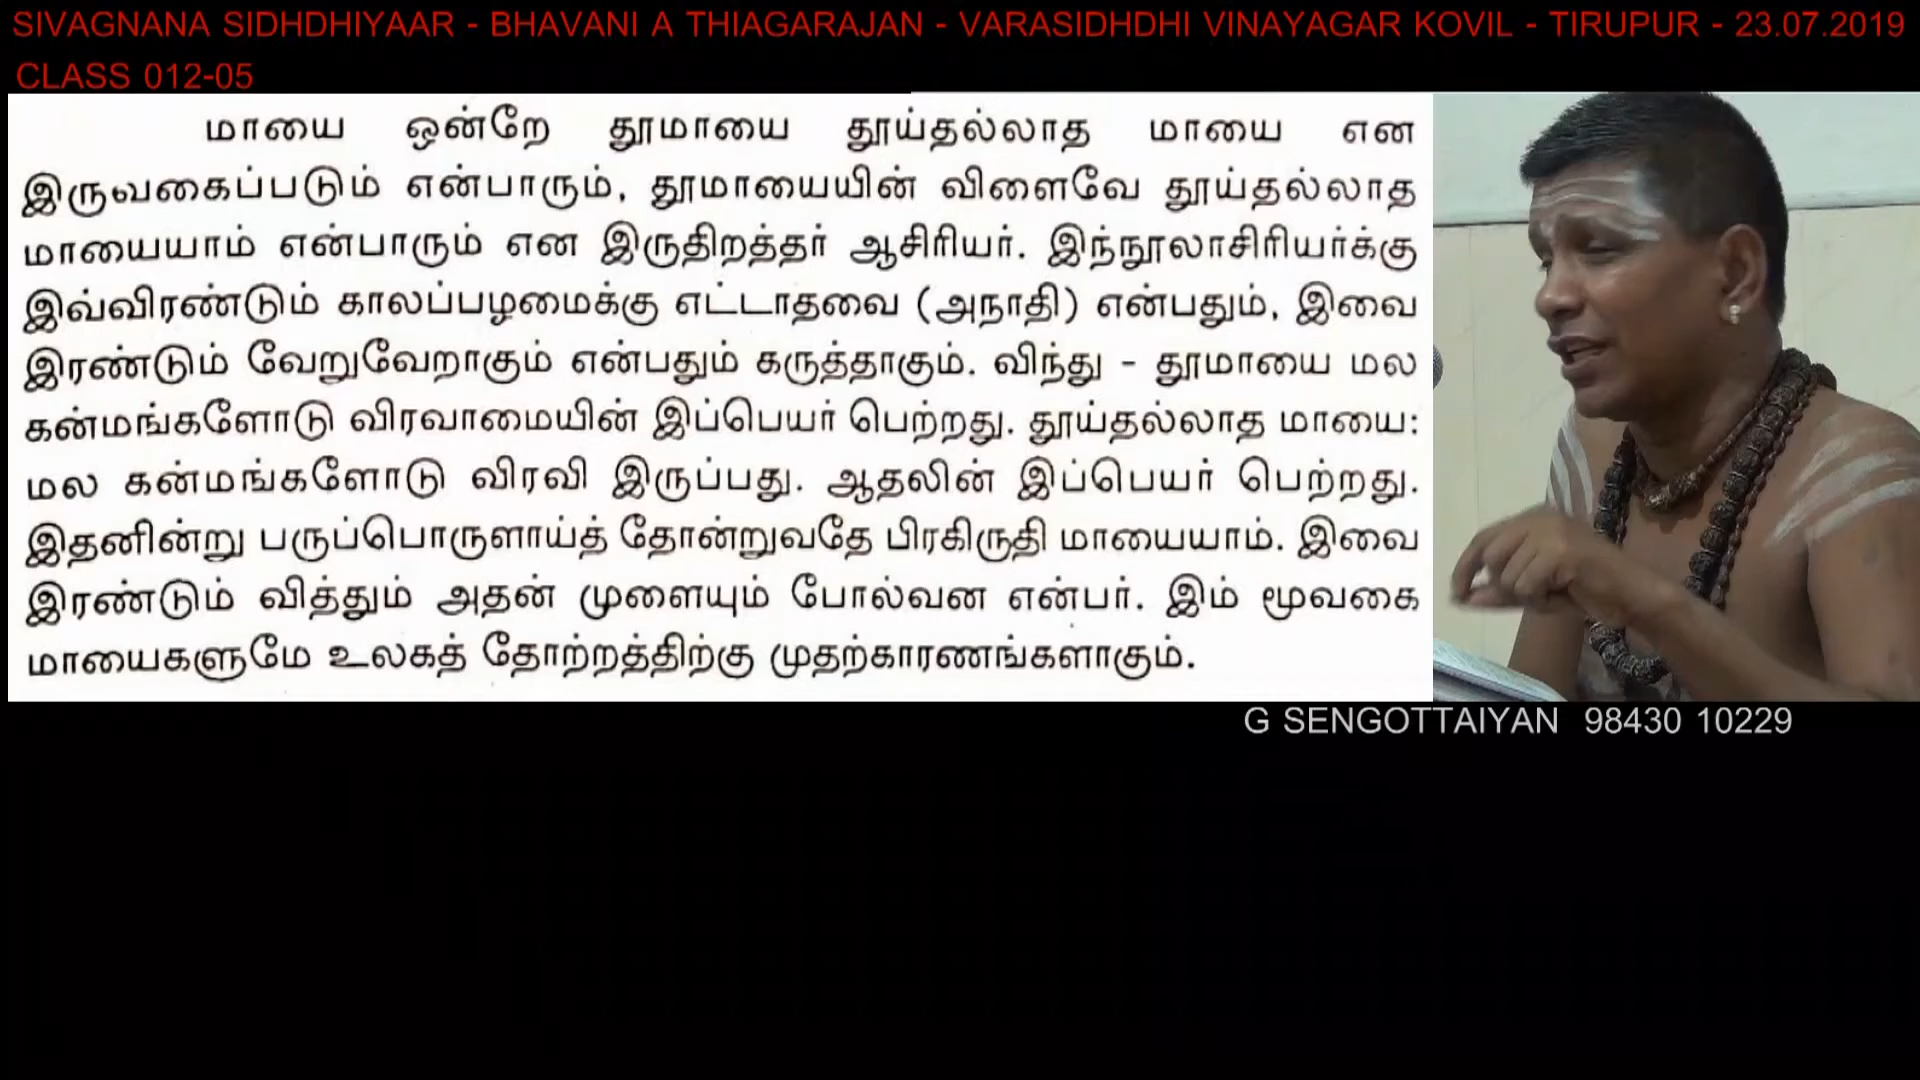 SIVAGNANA SIDHDHIYAAR - BHAVANI A THIAGARAJAN - VARASIDHDHI VINAYAGAR KOVIL - TIRUPUR - 23.07.2019
CLASS 012-05
மாயை ஒன்றே தூமாயை தூய்தல்லாத மாயை என
இருவகைப்படும் என்பாரும், தூமாயையின் விளைவே தூய்தல்லாத
மாயையாம் என்பாரும் என இருதிறத்தர் ஆசிரியர். இந்நூலாசிரியர்க்கு
இவ்விரண்டும் காலப்பழமைக்கு எட்டாதவை (அநாதி) என்பதும், இவை
இரண்டும் வேறுவேறாகும் என்பதும் கருத்தாகும். விந்து - தூமாயை மல
கன்மங்களோடு விரவாமையின் இப்பெயர் பெற்றது. தூய்தல்லாத மாயை:
மல கன்மங்களோடு விரவி இருப்பது. ஆதலின் இப்பெயர் பெற்றது.
இதனின்று பருப்பொருளாய்த் தோன்றுவதே பிரகிருதி மாயையாம். இவை
இரண்டும் வித்தும் அதன் முளையும் போல்வன என்பர். இம் மூவகை
மாயைகளுமே உலகத் தோற்றத்திற்கு முதற்காரணங்களாகும்.
G SENGOTTAIYAN 98430 10229